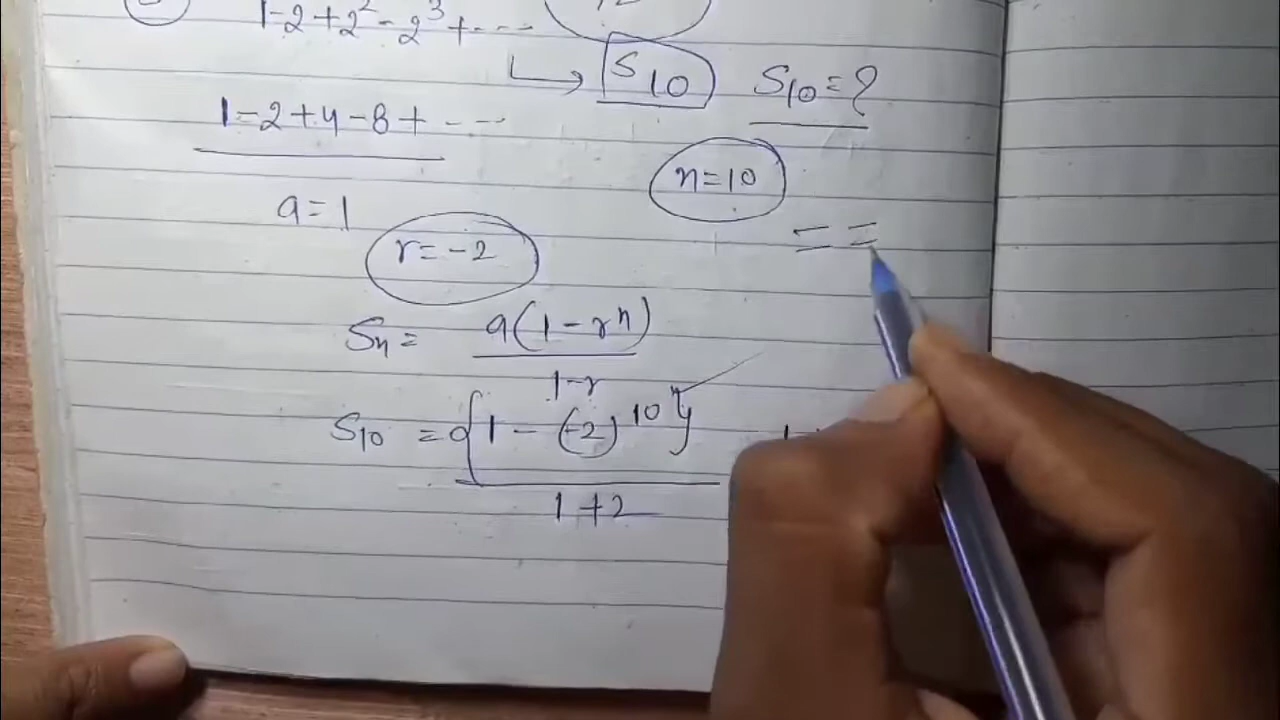 1-2+2²-2³+----
S10 S10=?
1-2+4-8+----
n=10
a=1
r=-2
Sn= a(1-rⁿ)
1-r
S10 = {1-(-2)¹⁰}
1+2